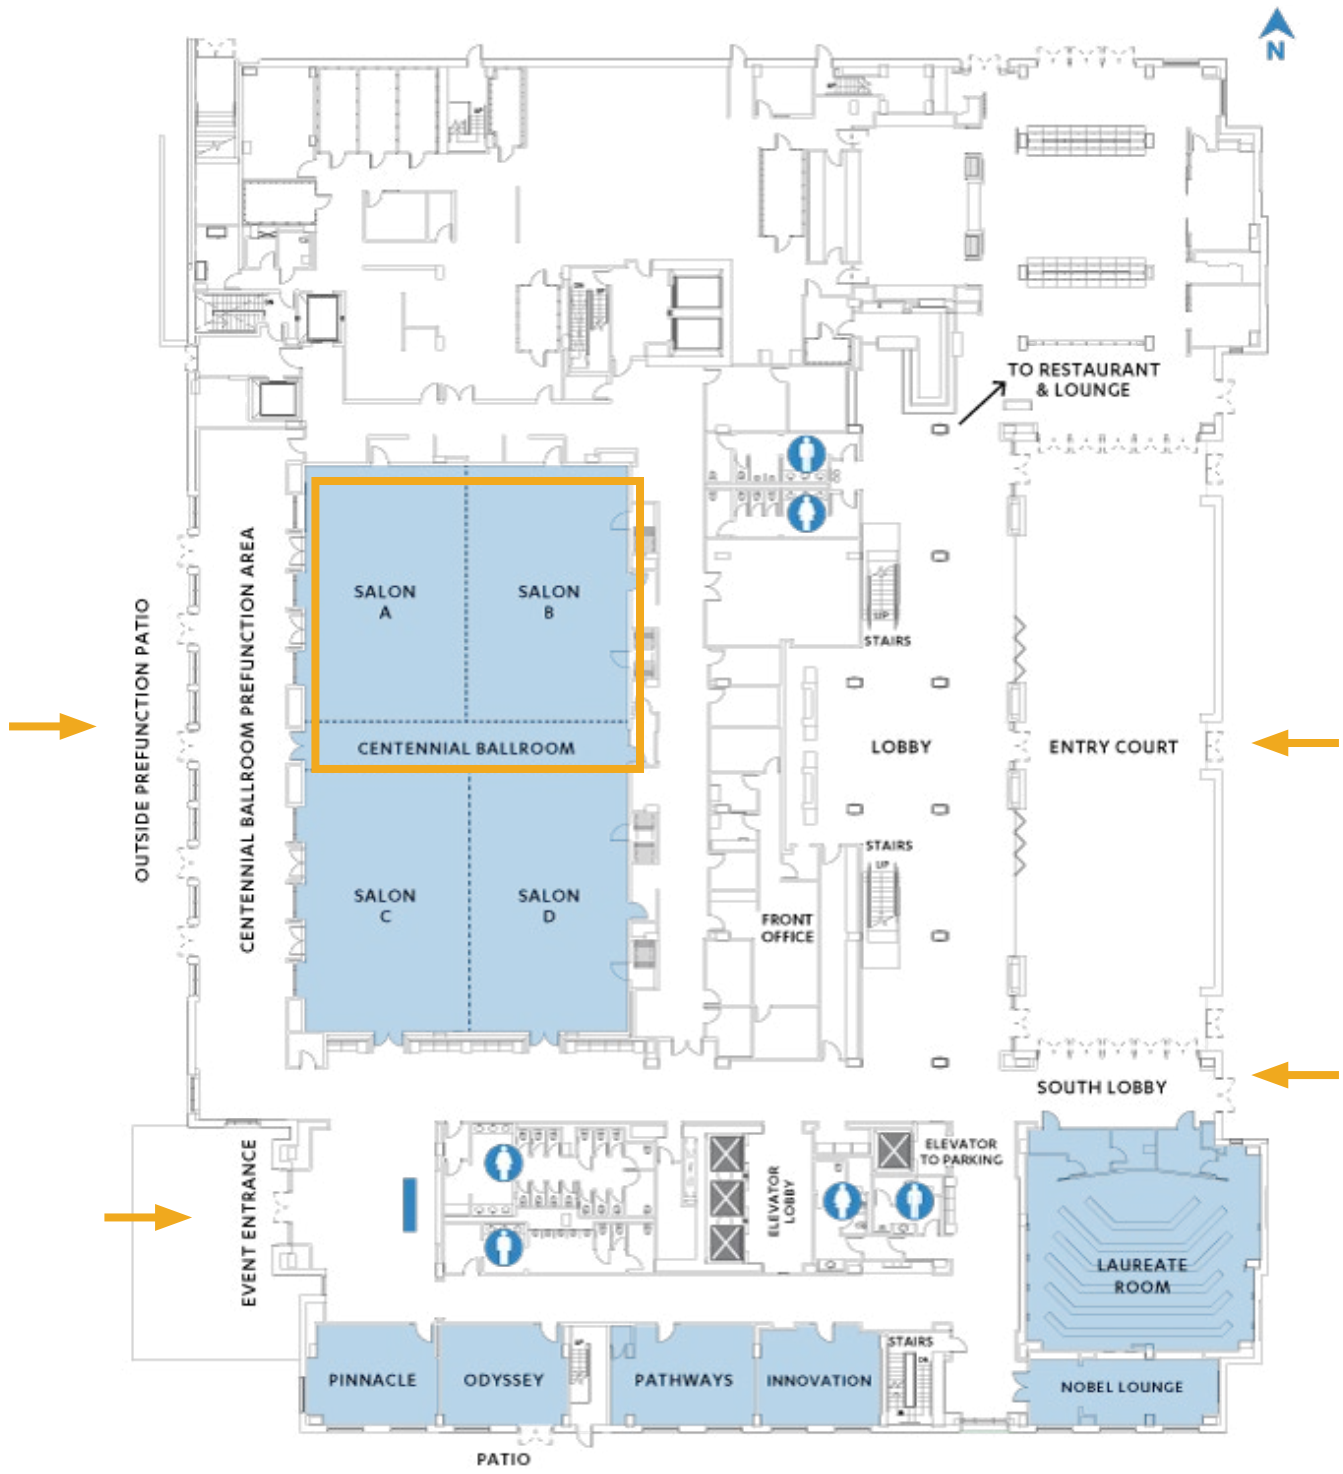 N
TO RESTAURANT
& LOUNGE
OUTSIDE PREFUNCTION PATIO
CENTENNIAL BALLROOM PREFUNCTION AREA
SALON
A
SALON
B
CENTENNIAL BALLROOM
SALON
C
SALON
D
UP
STAIRS
LOBBY
ENTRY COURT
STAIRS
UP
FRONT
OFFICE
SOUTH LOBBY
EVENT ENTRANCE
ELEVATOR
LOBBY
ELEVATOR
TO PARKING
LAUREATE
ROOM
PINNACLE
ODYSSEY
PATHWAYS
INNOVATION
STAIRS
NOBEL LOUNGE
PATIO